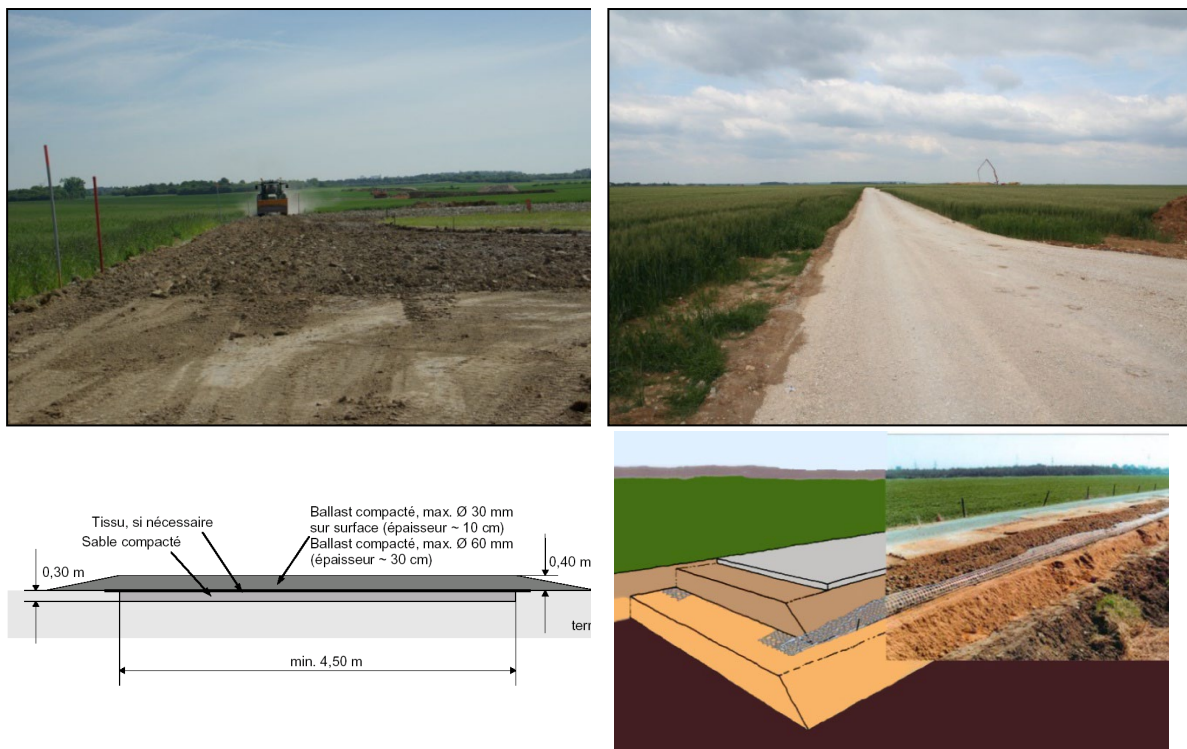 Tissu, si nécessaire
Sable compacté
Ballast compacté, max. Ø 30 mm
sur surface (épaisseur ~ 10 cm)
Ballast compacté, max. Ø 60 mm
(épaisseur ~ 30 cm)
0,30 m
0,40 m
terr
min. 4,50 m